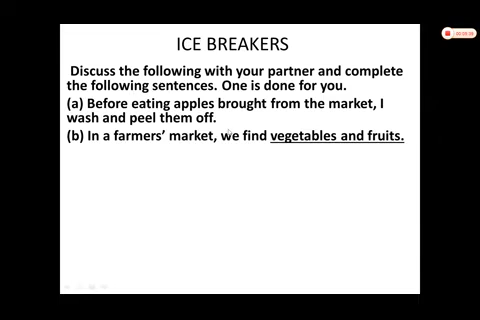 ICE BREAKERS
Discuss the following with your partner and complete
the following sentences. One is done for you.
(a) Before eating apples brought from the market, I
wash and peel them off.
(b) In a farmers’ market, we find vegetables and fruits.